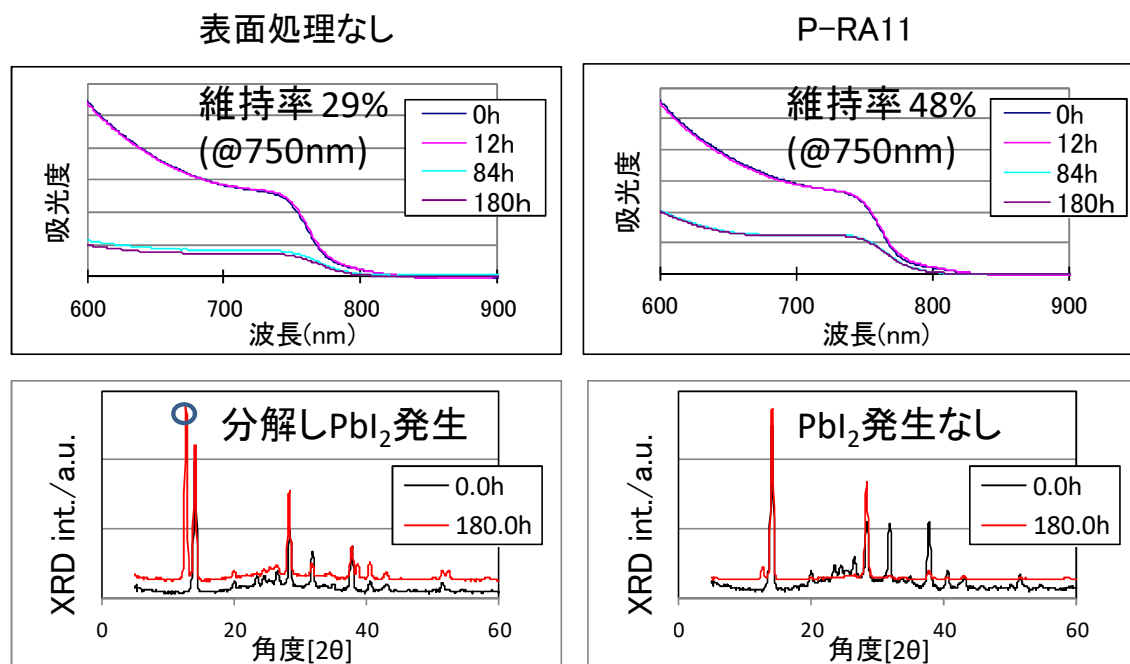 表面処理なし
P-RA11
維持率 29%
(@750nm)
0h
12h
84h
180h
吸光度
600
700
800
900
波長(nm)
維持率 48%
(@750nm)
0h
12h
84h
180h
吸光度
600
700
800
900
波長(nm)
分解しPbI₂発生
0.0h
180.0h
XRD int./a.u.
0
20
40
60
角度[2θ]
PbI₂発生なし
0.0h
180.0h
XRD int./a.u.
0
20
40
60
角度[2θ]